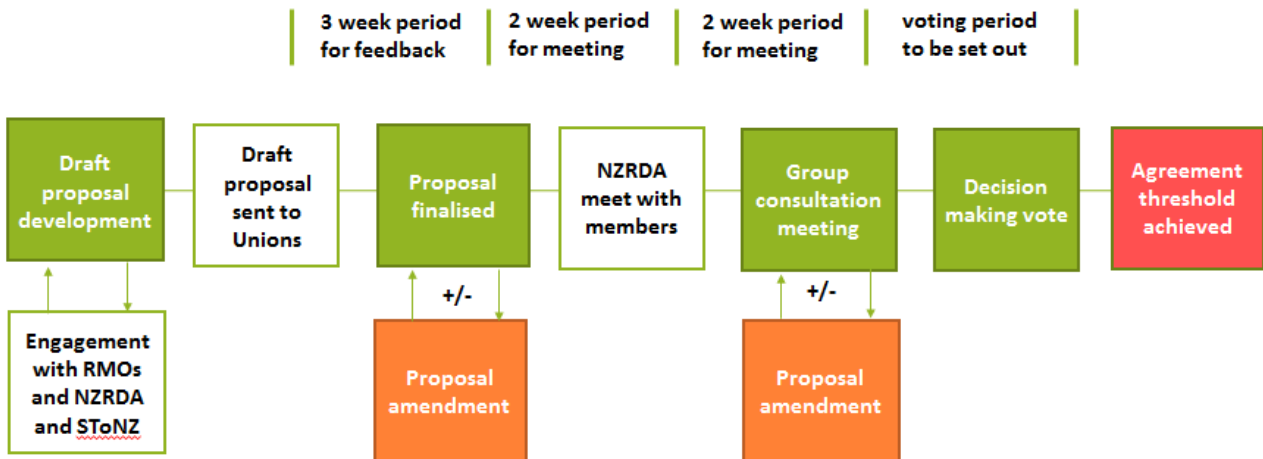 3 week period
for feedback
2 week period
for meeting
2 week period
for meeting
voting period
to be set out
Draft
proposal
development
Draft
proposal
sent to
Unions
Proposal
finalised
NZRDA
meet with
members
Group
consultation
meeting
Decision
making vote
Agreement
threshold
achieved
+/-
+/-
Engagement
with RMOs
and NZRDA
and SToNZ
Proposal
amendment
Proposal
amendment